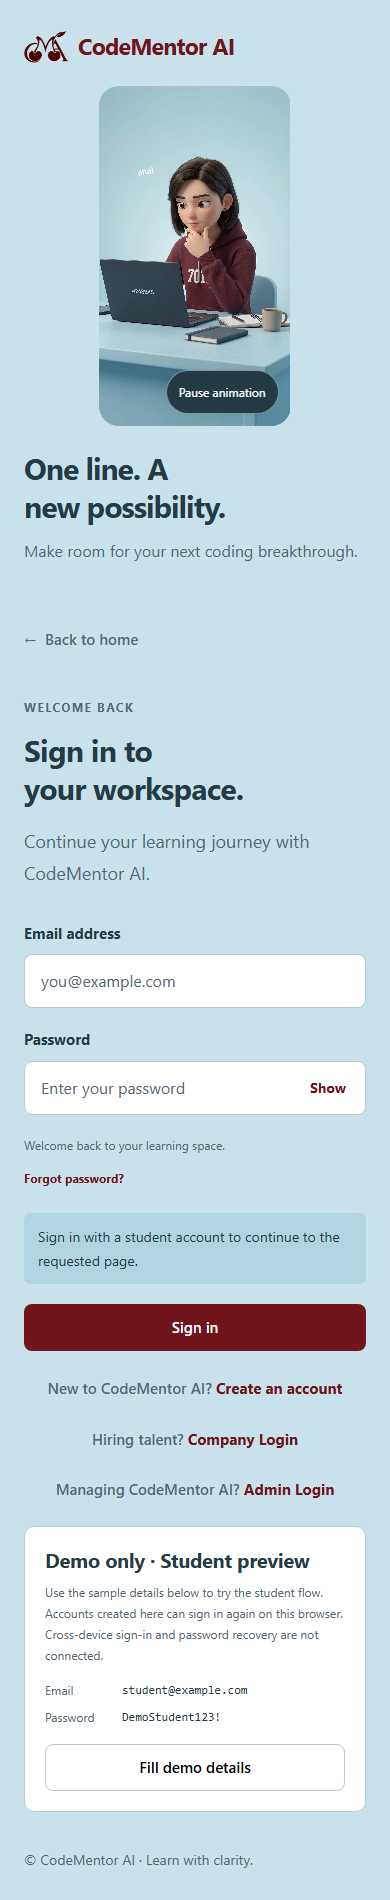 CodeMentor AI
Pause animation
One line. A
new possibility.
Make room for your next coding breakthrough.
← Back to home
WELCOME BACK
Sign in to
your workspace.
Continue your learning journey with
CodeMentor AI.
Email address
you@example.com
Password
Enter your password
Show
Welcome back to your learning space.
Forgot password?
Sign in with a student account to continue to the
requested page.
Sign in
New to CodeMentor AI? Create an account
Hiring talent? Company Login
Managing CodeMentor AI? Admin Login
Demo only · Student preview
Use the sample details below to try the student flow.
Accounts created here can sign in again on this browser.
Cross-device sign-in and password recovery are not
connected.
Email student@example.com
Password DemoStudent123!
Fill demo details
© CodeMentor AI · Learn with clarity.